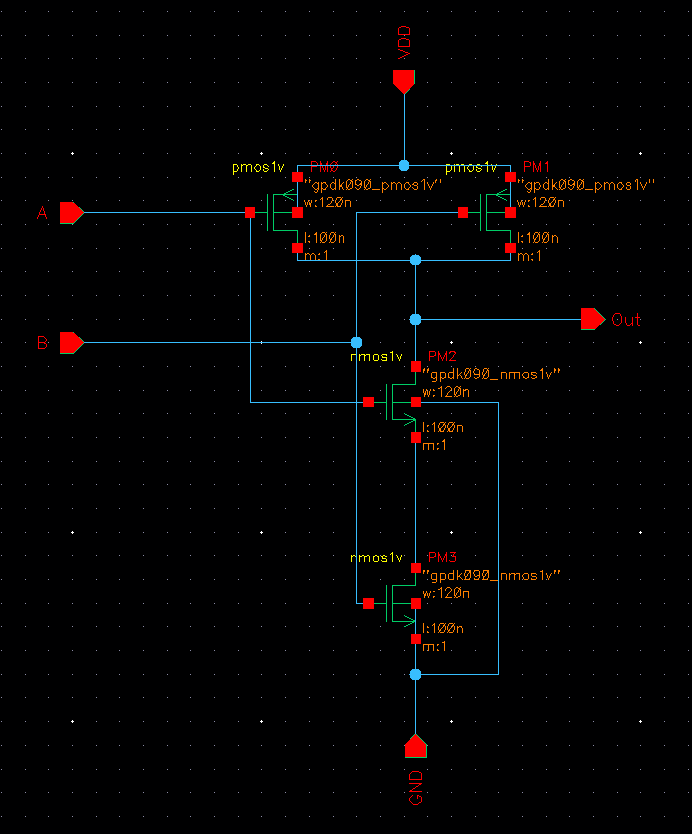 VDD
pmos1v
PM0
"gpdk090_pmos1v"
w:120n
l:100n
m:1
pmos1v
PM1
"gpdk090_pmos1v"
w:120n
l:100n
m:1
A
B
Out
nmos1v
PM2
"gpdk090_nmos1v"
w:120n
l:100n
m:1
nmos1v
PM3
"gpdk090_nmos1v"
w:120n
l:100n
m:1
GND